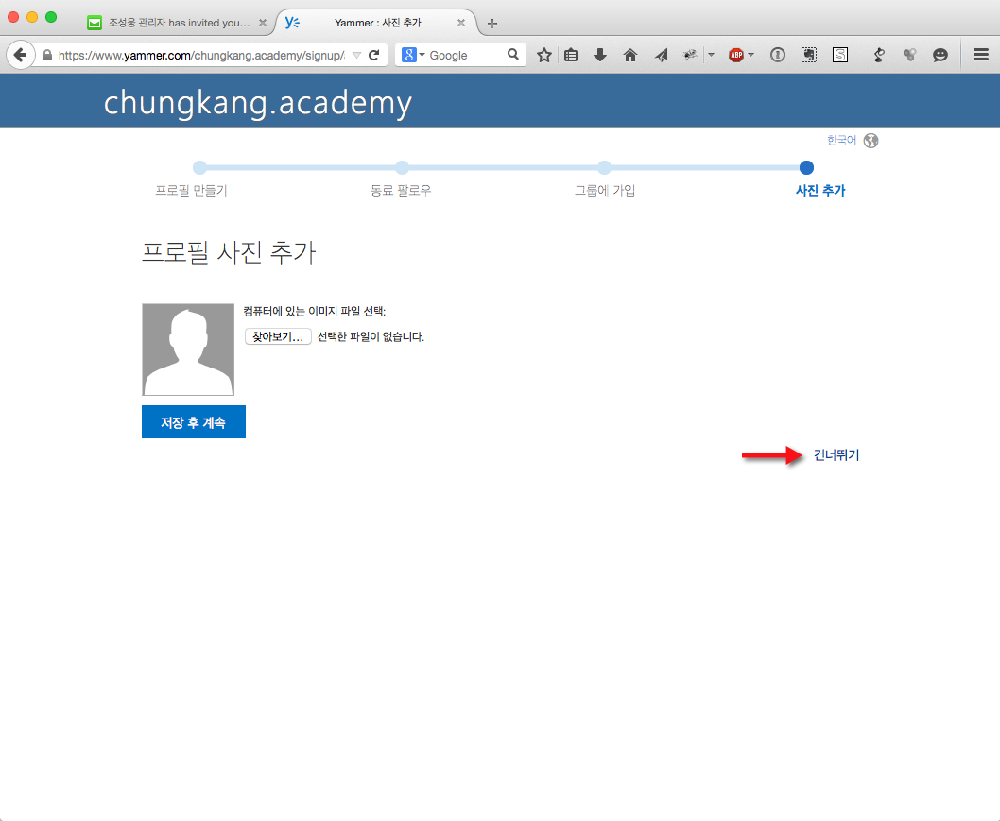 조성웅 관리자 has invited you…
Yammer : 사진 추가
https://www.yammer.com/chungkang.academy/signup/
Google
ABP
chungkang.academy
한국어
프로필 만들기
동료 팔로우
그룹에 가입
사진 추가
프로필 사진 추가
컴퓨터에 있는 이미지 파일 선택:
찾아보기… 선택한 파일이 없습니다.
저장 후 계속
건너뛰기